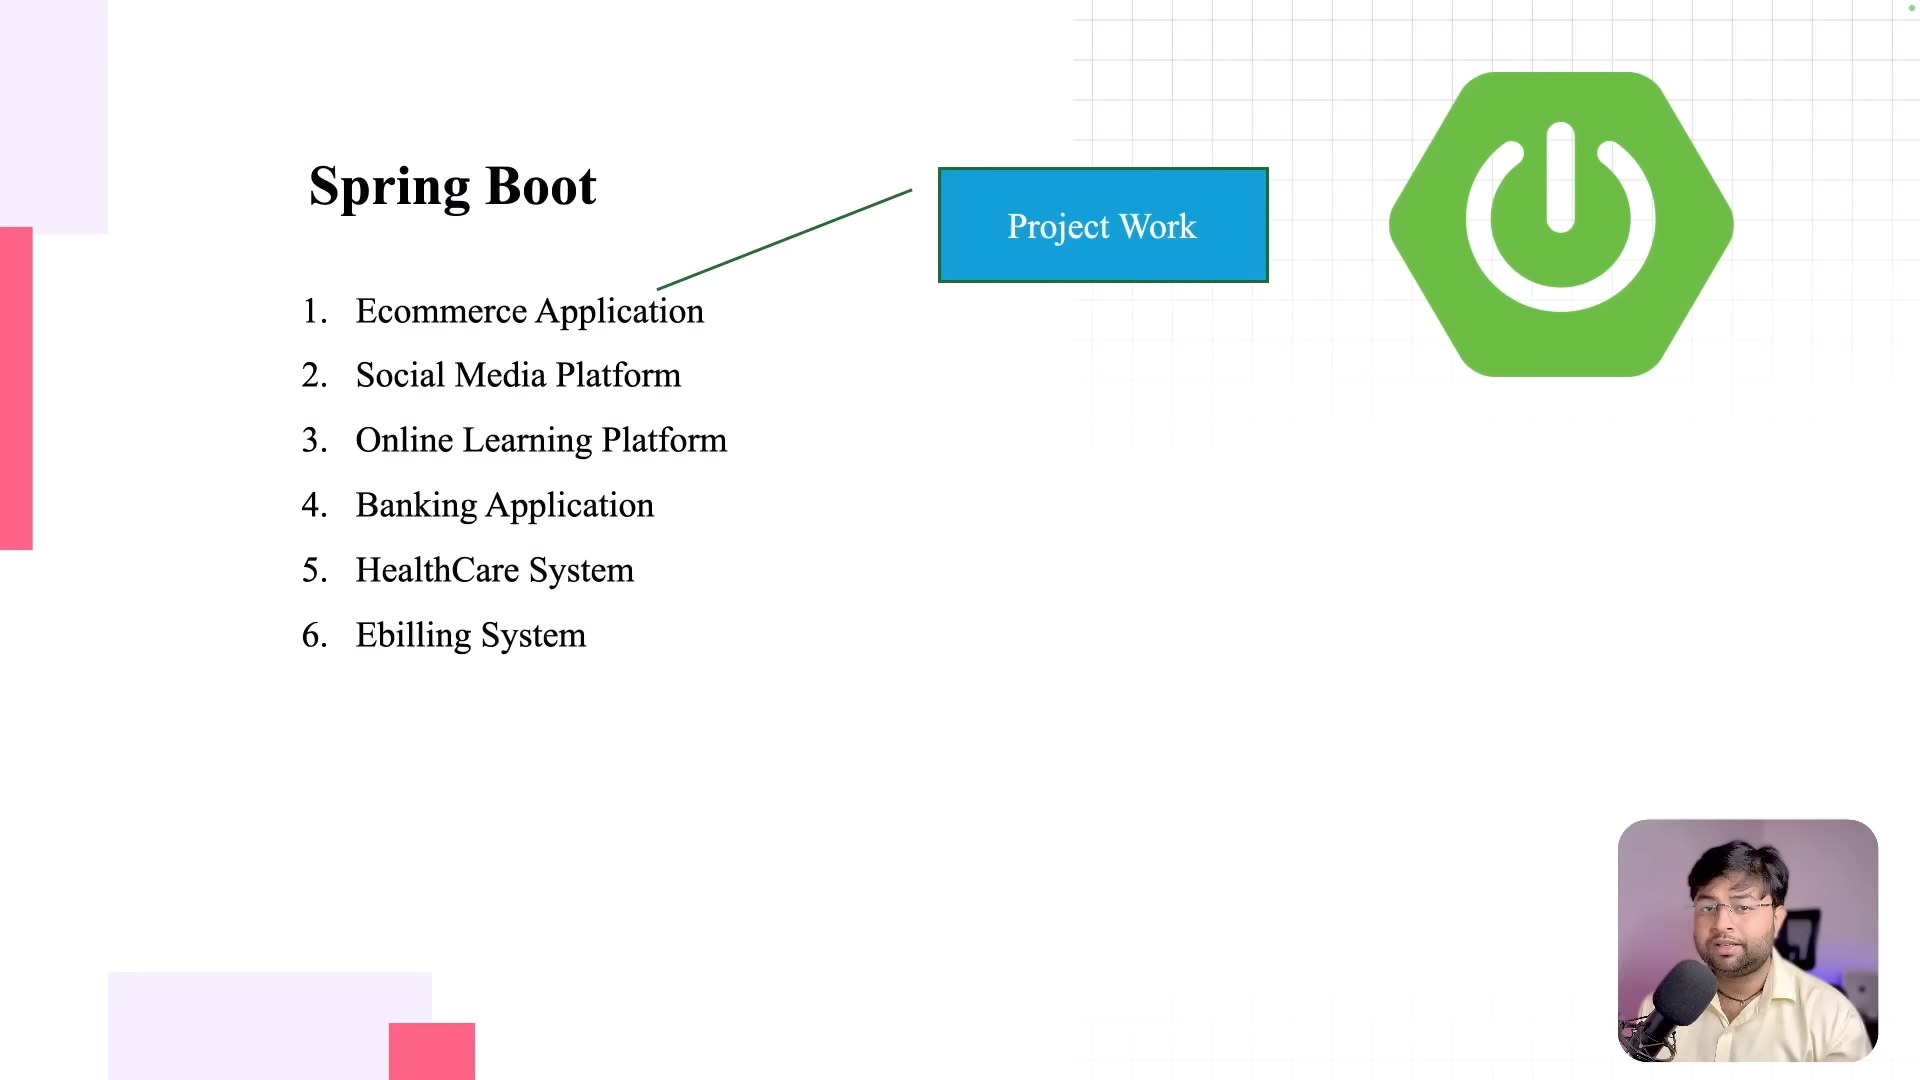 Spring Boot
Project Work
1. Ecommerce Application
2. Social Media Platform
3. Online Learning Platform
4. Banking Application
5. HealthCare System
6. Ebilling System